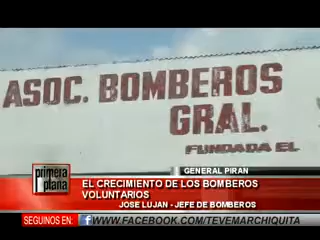 ASOC. BOMBEROS
GRAL.
FUNDADA EL
GENERAL PIRAN
primera
plana
EL CRECIMIENTO DE LOS BOMBEROS
VOLUNTARIOS
JOSE LUJAN - JEFE DE BOMBEROS
SEGUINOS EN: WWW.FACEBOOK.COM/TEVEMARCHIQUITA